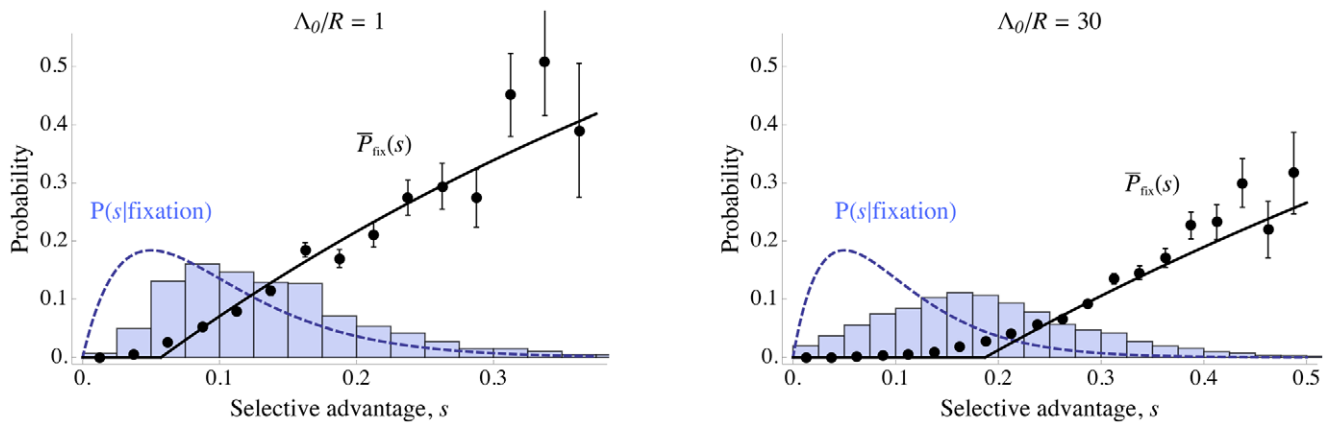 Λ₀/R = 1
0.5
0.4
0.3
0.2
0.1
0.
Probability
P̅fix(s)
P(s|fixation)
0. 0.1 0.2 0.3
Selective advantage, s
Λ₀/R = 30
0.5
0.4
0.3
0.2
0.1
0.
Probability
P̅fix(s)
P(s|fixation)
0. 0.1 0.2 0.3 0.4 0.5
Selective advantage, s